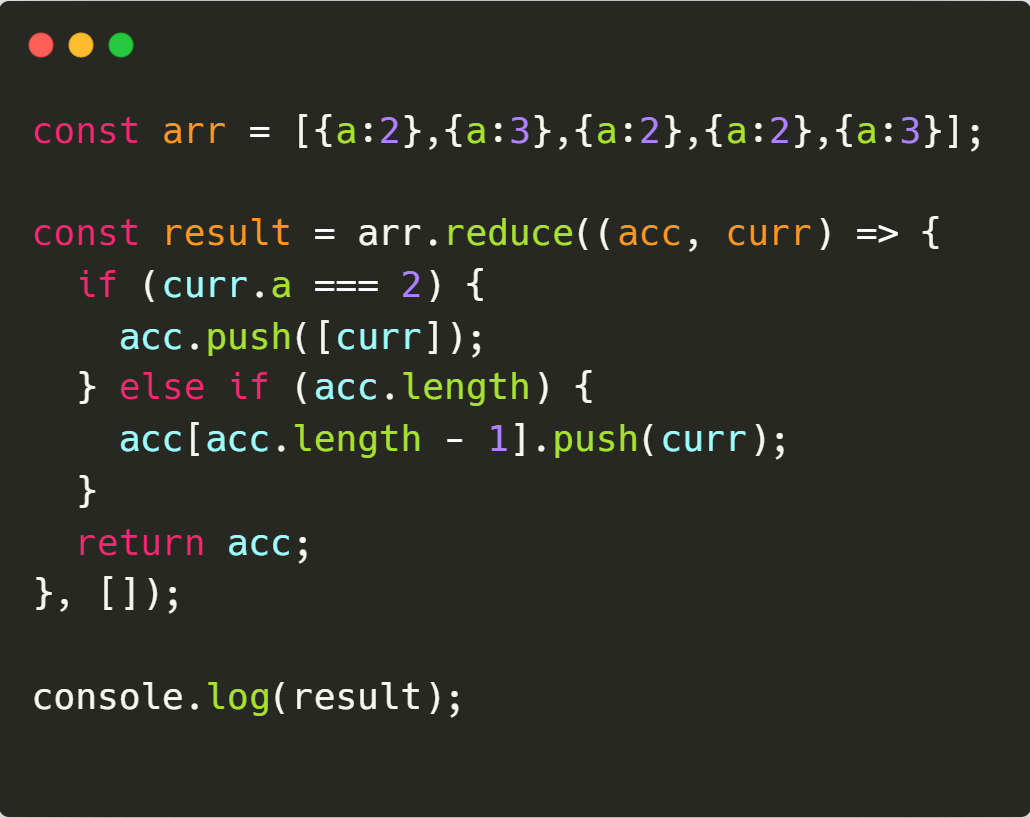 const arr = [{a:2},{a:3},{a:2},{a:2},{a:3}];
const result = arr.reduce((acc, curr) => {
  if (curr.a === 2) {
    acc.push([curr]);
  } else if (acc.length) {
    acc[acc.length - 1].push(curr);
  }
  return acc;
}, []);
console.log(result);